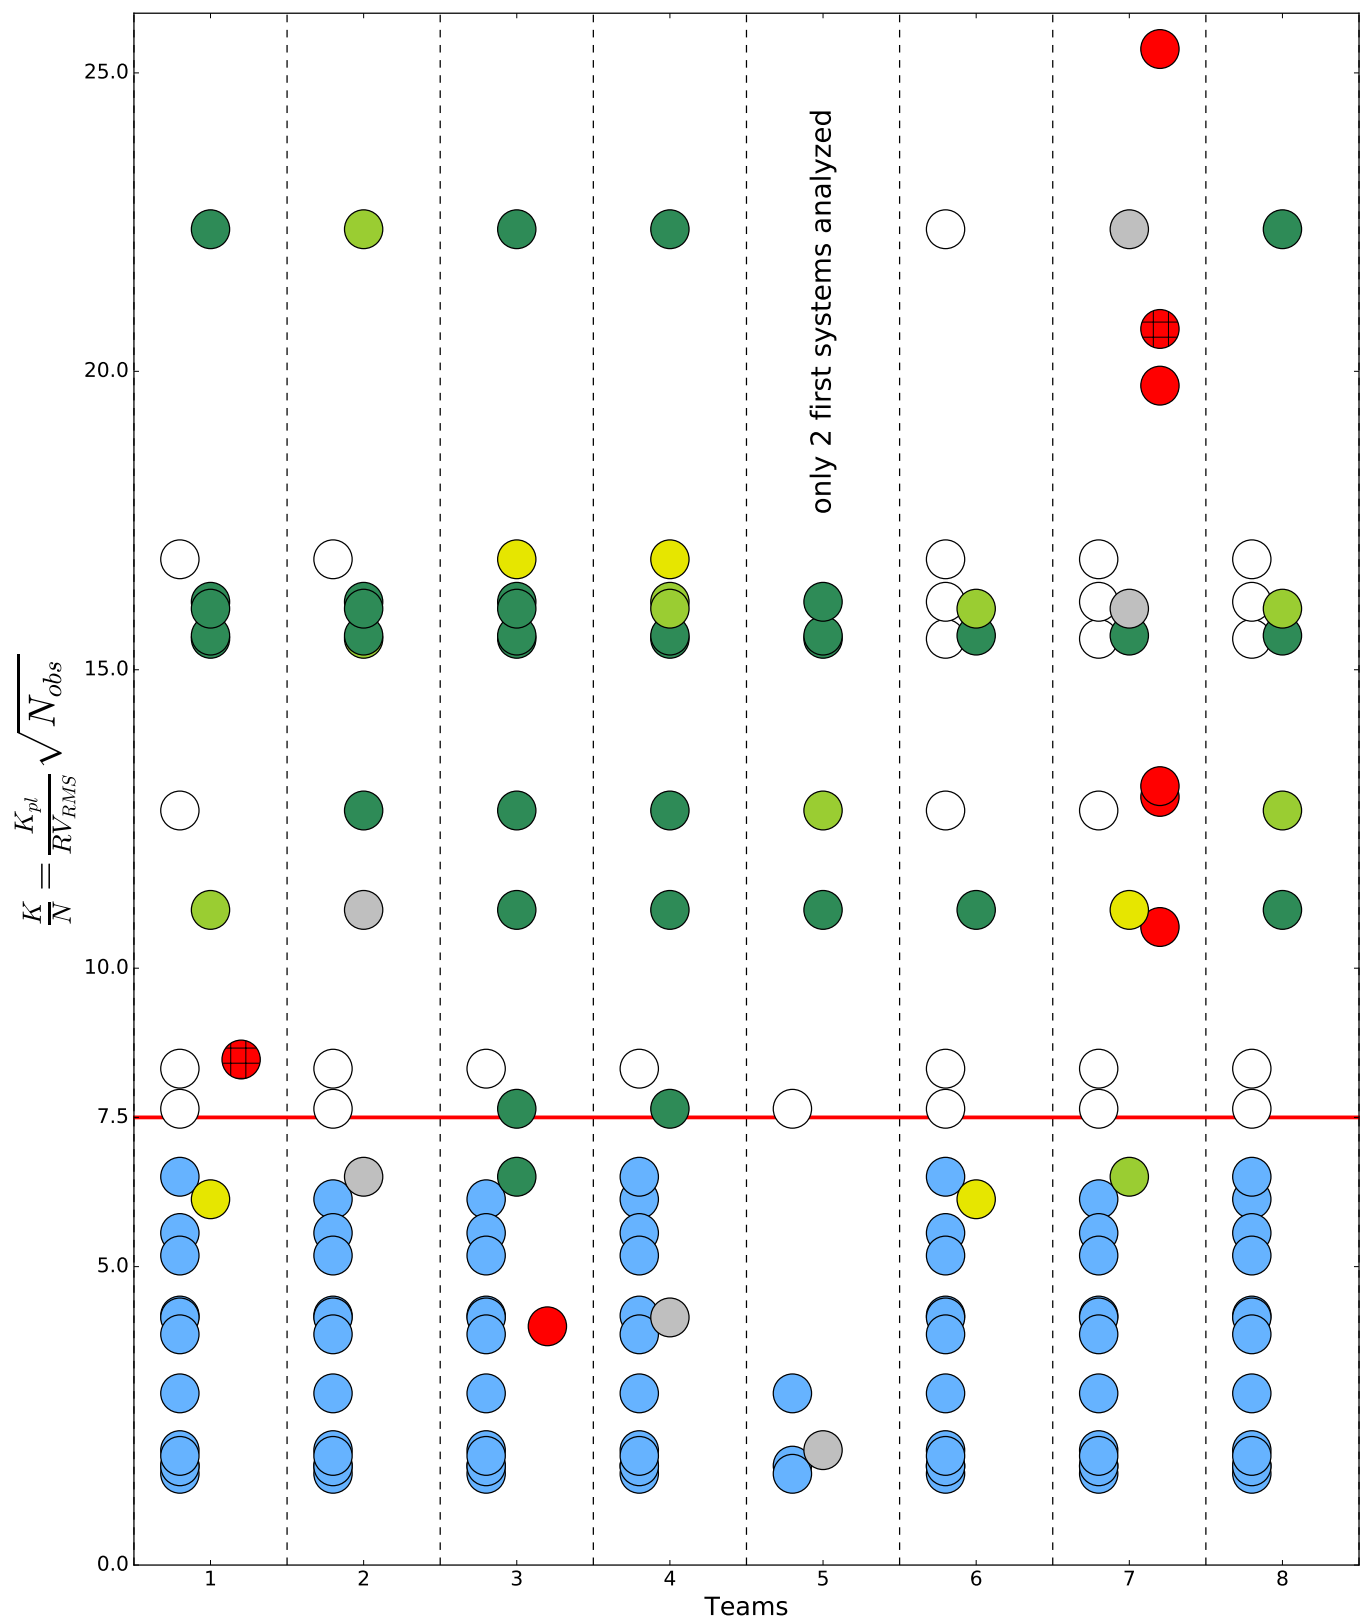 25.0
20.0
15.0
10.0
7.5
5.0
0.0
K/N = K_pl/RV_RMS √N_obs
only 2 first systems analyzed
1 2 3 4 5 6 7 8
Teams